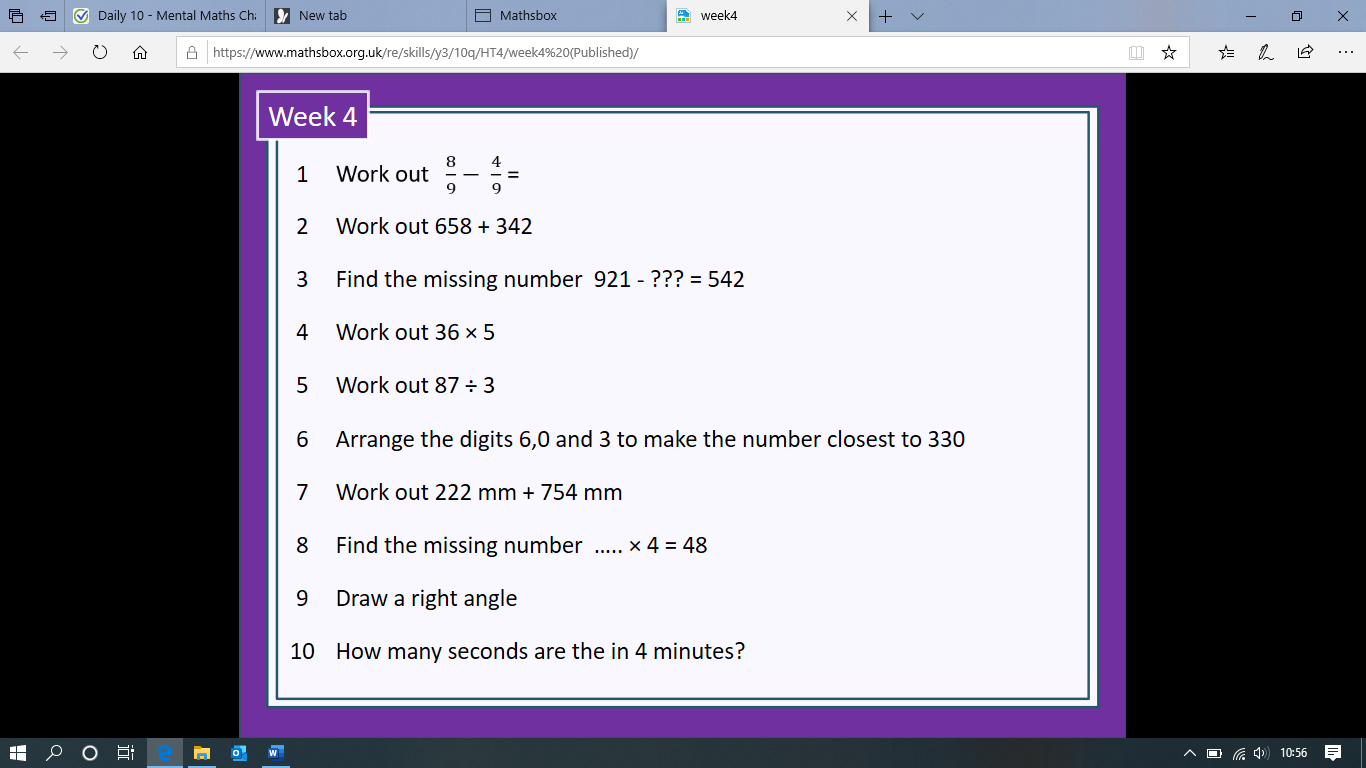 Daily 10 - Mental Maths Cha
New tab
Mathsbox
week4
https://www.mathsbox.org.uk/re/skills/y3/10q/HT4/week4%20(Published)/
Week 4
1 Work out 8/9 − 4/9 =
2 Work out 658 + 342
3 Find the missing number 921 - ??? = 542
4 Work out 36 × 5
5 Work out 87 ÷ 3
6 Arrange the digits 6,0 and 3 to make the number closest to 330
7 Work out 222 mm + 754 mm
8 Find the missing number ..... × 4 = 48
9 Draw a right angle
10 How many seconds are the in 4 minutes?
10:56